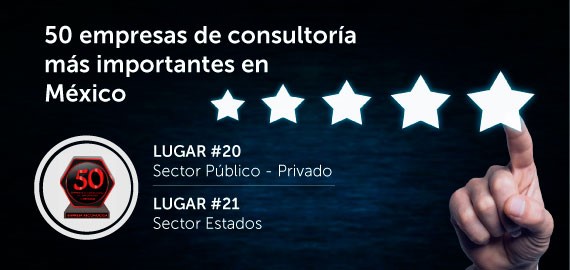 50 empresas de consultoría
más importantes en
México
50
LUGAR #20
Sector Público - Privado
LUGAR #21
Sector Estados